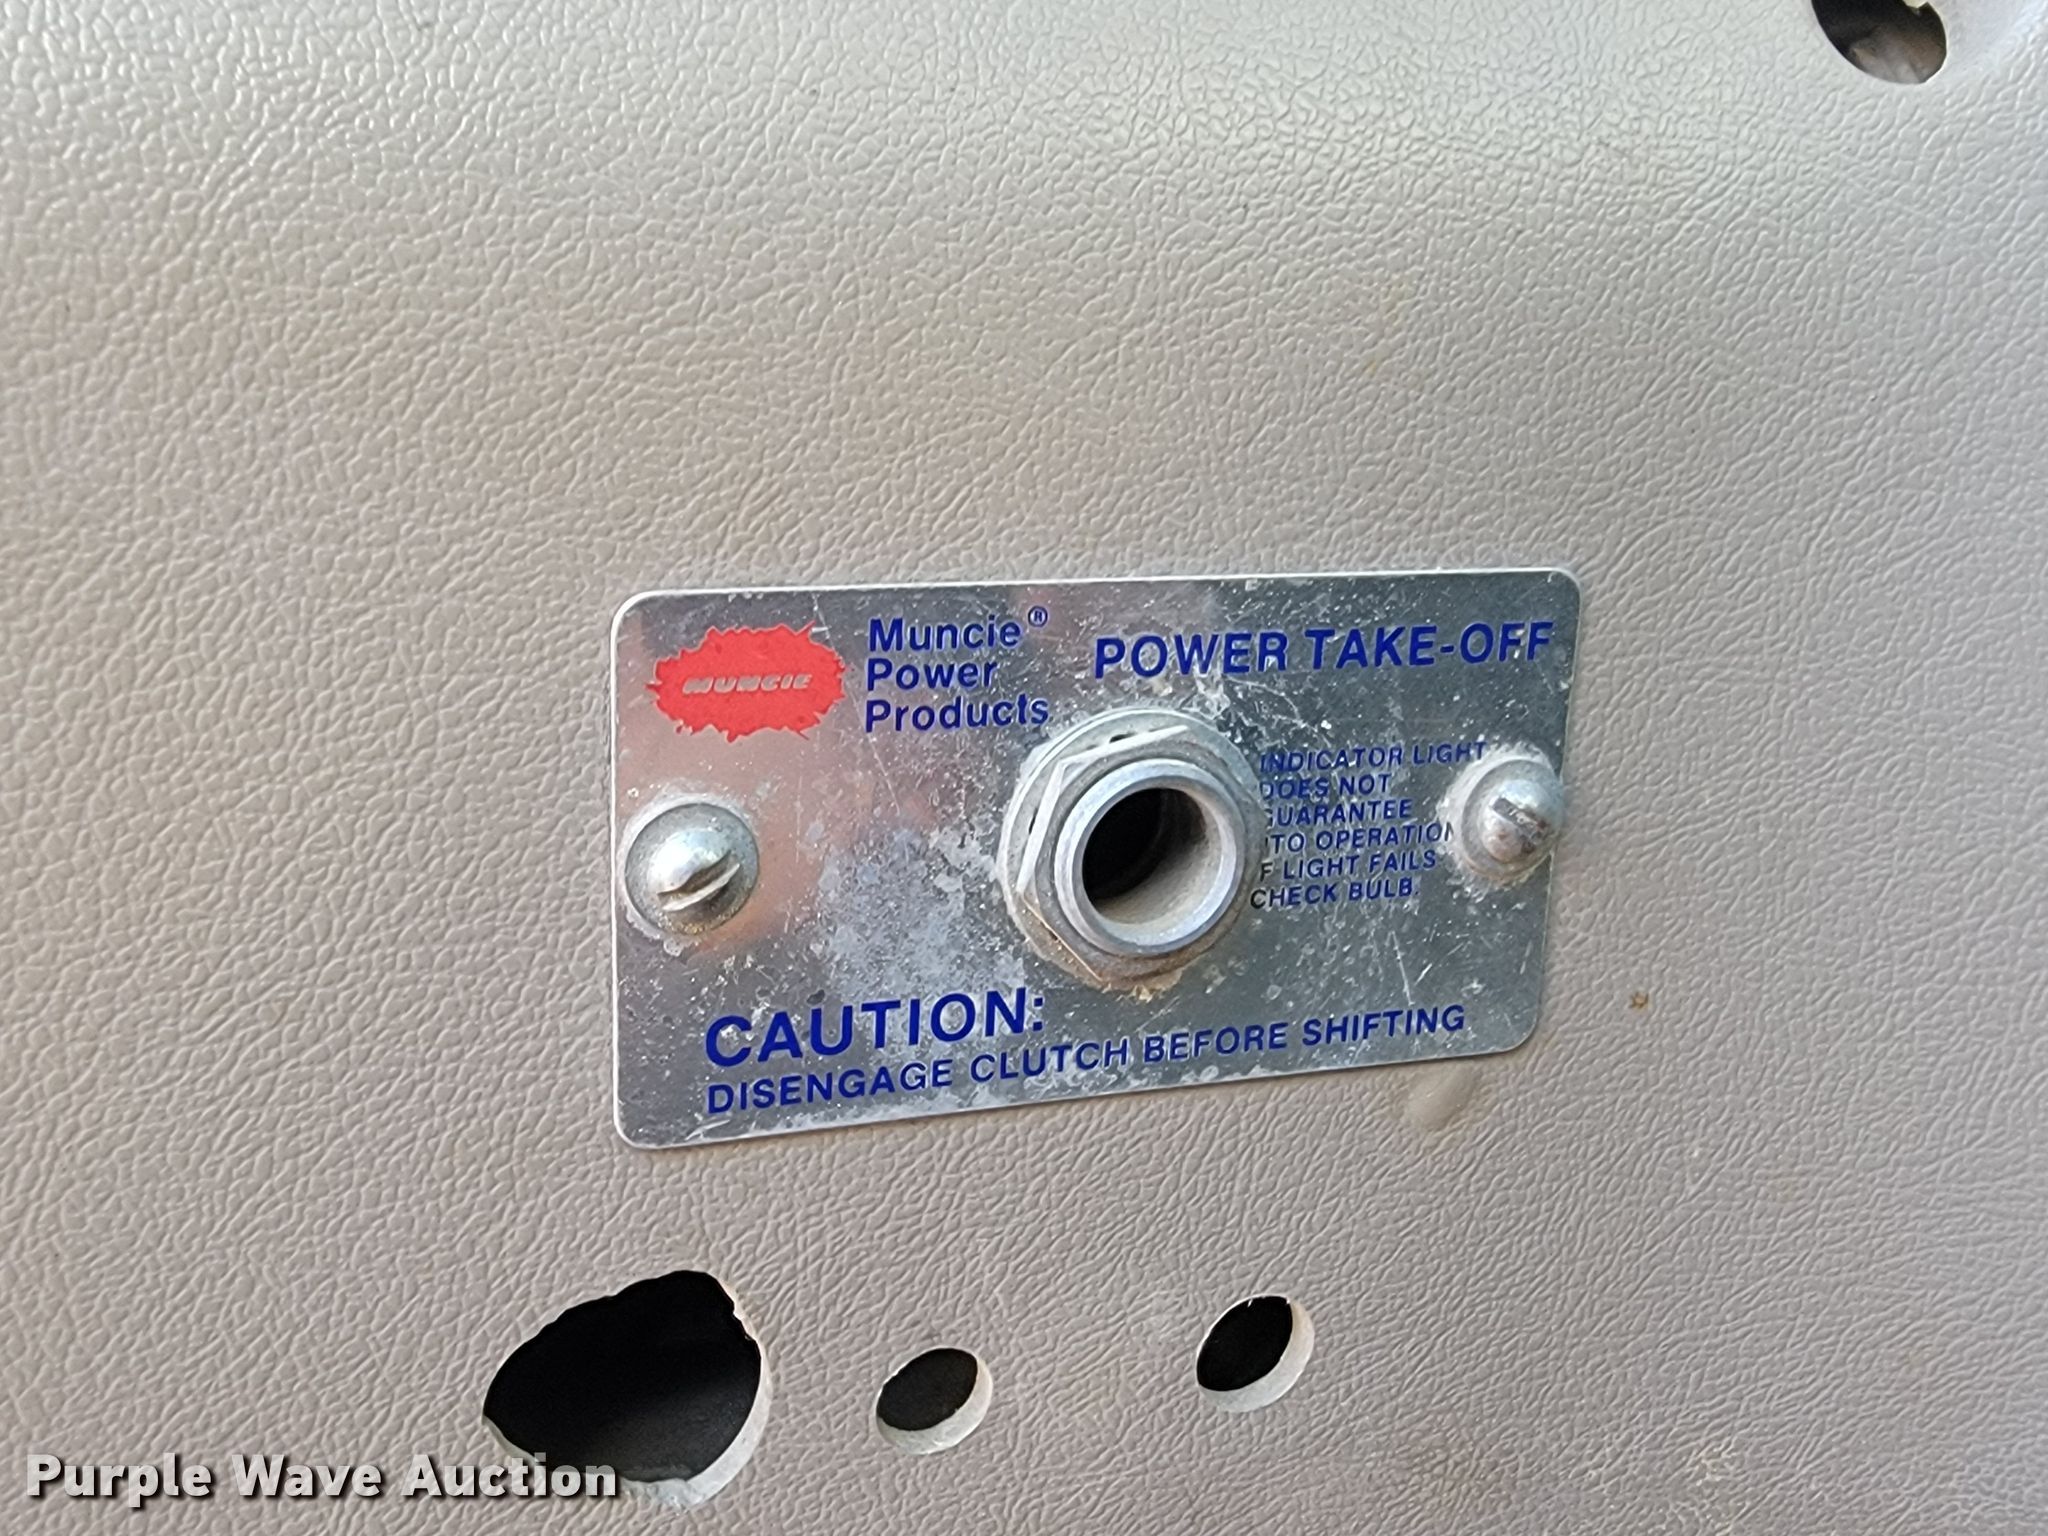 MUNCIE
Muncie®
Power
Products
POWER TAKE-OFF
INDICATOR LIGHT
DOES NOT
GUARANTEE
TO OPERATION
F LIGHT FAILS
CHECK BULB.
CAUTION:
DISENGAGE CLUTCH BEFORE SHIFTING
Purple Wave Auction